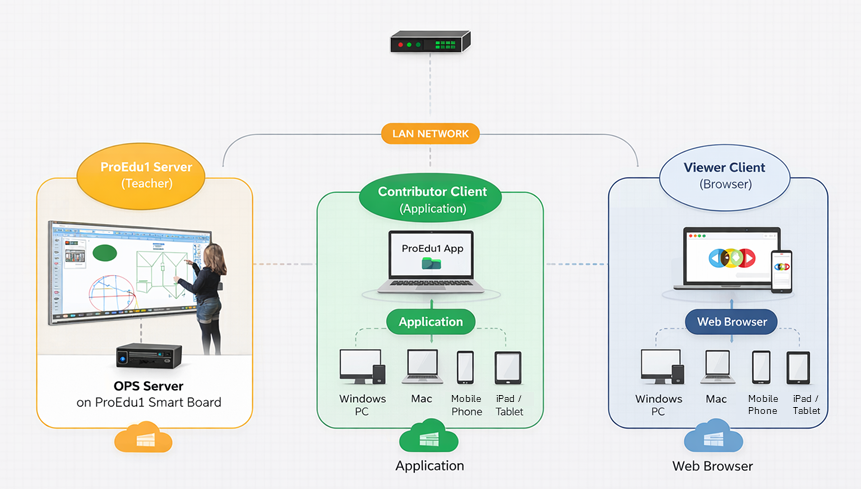 LAN NETWORK
ProEdu1 Server
(Teacher)
OPS Server
on ProEdu1 Smart Board
Contributor Client
(Application)
ProEdu1 App
Application
Windows
PC
Mac
Mobile
Phone
iPad /
Tablet
Application
Viewer Client
(Browser)
Web Browser
Windows
PC
Mac
Mobile
Phone
iPad /
Tablet
Web Browser